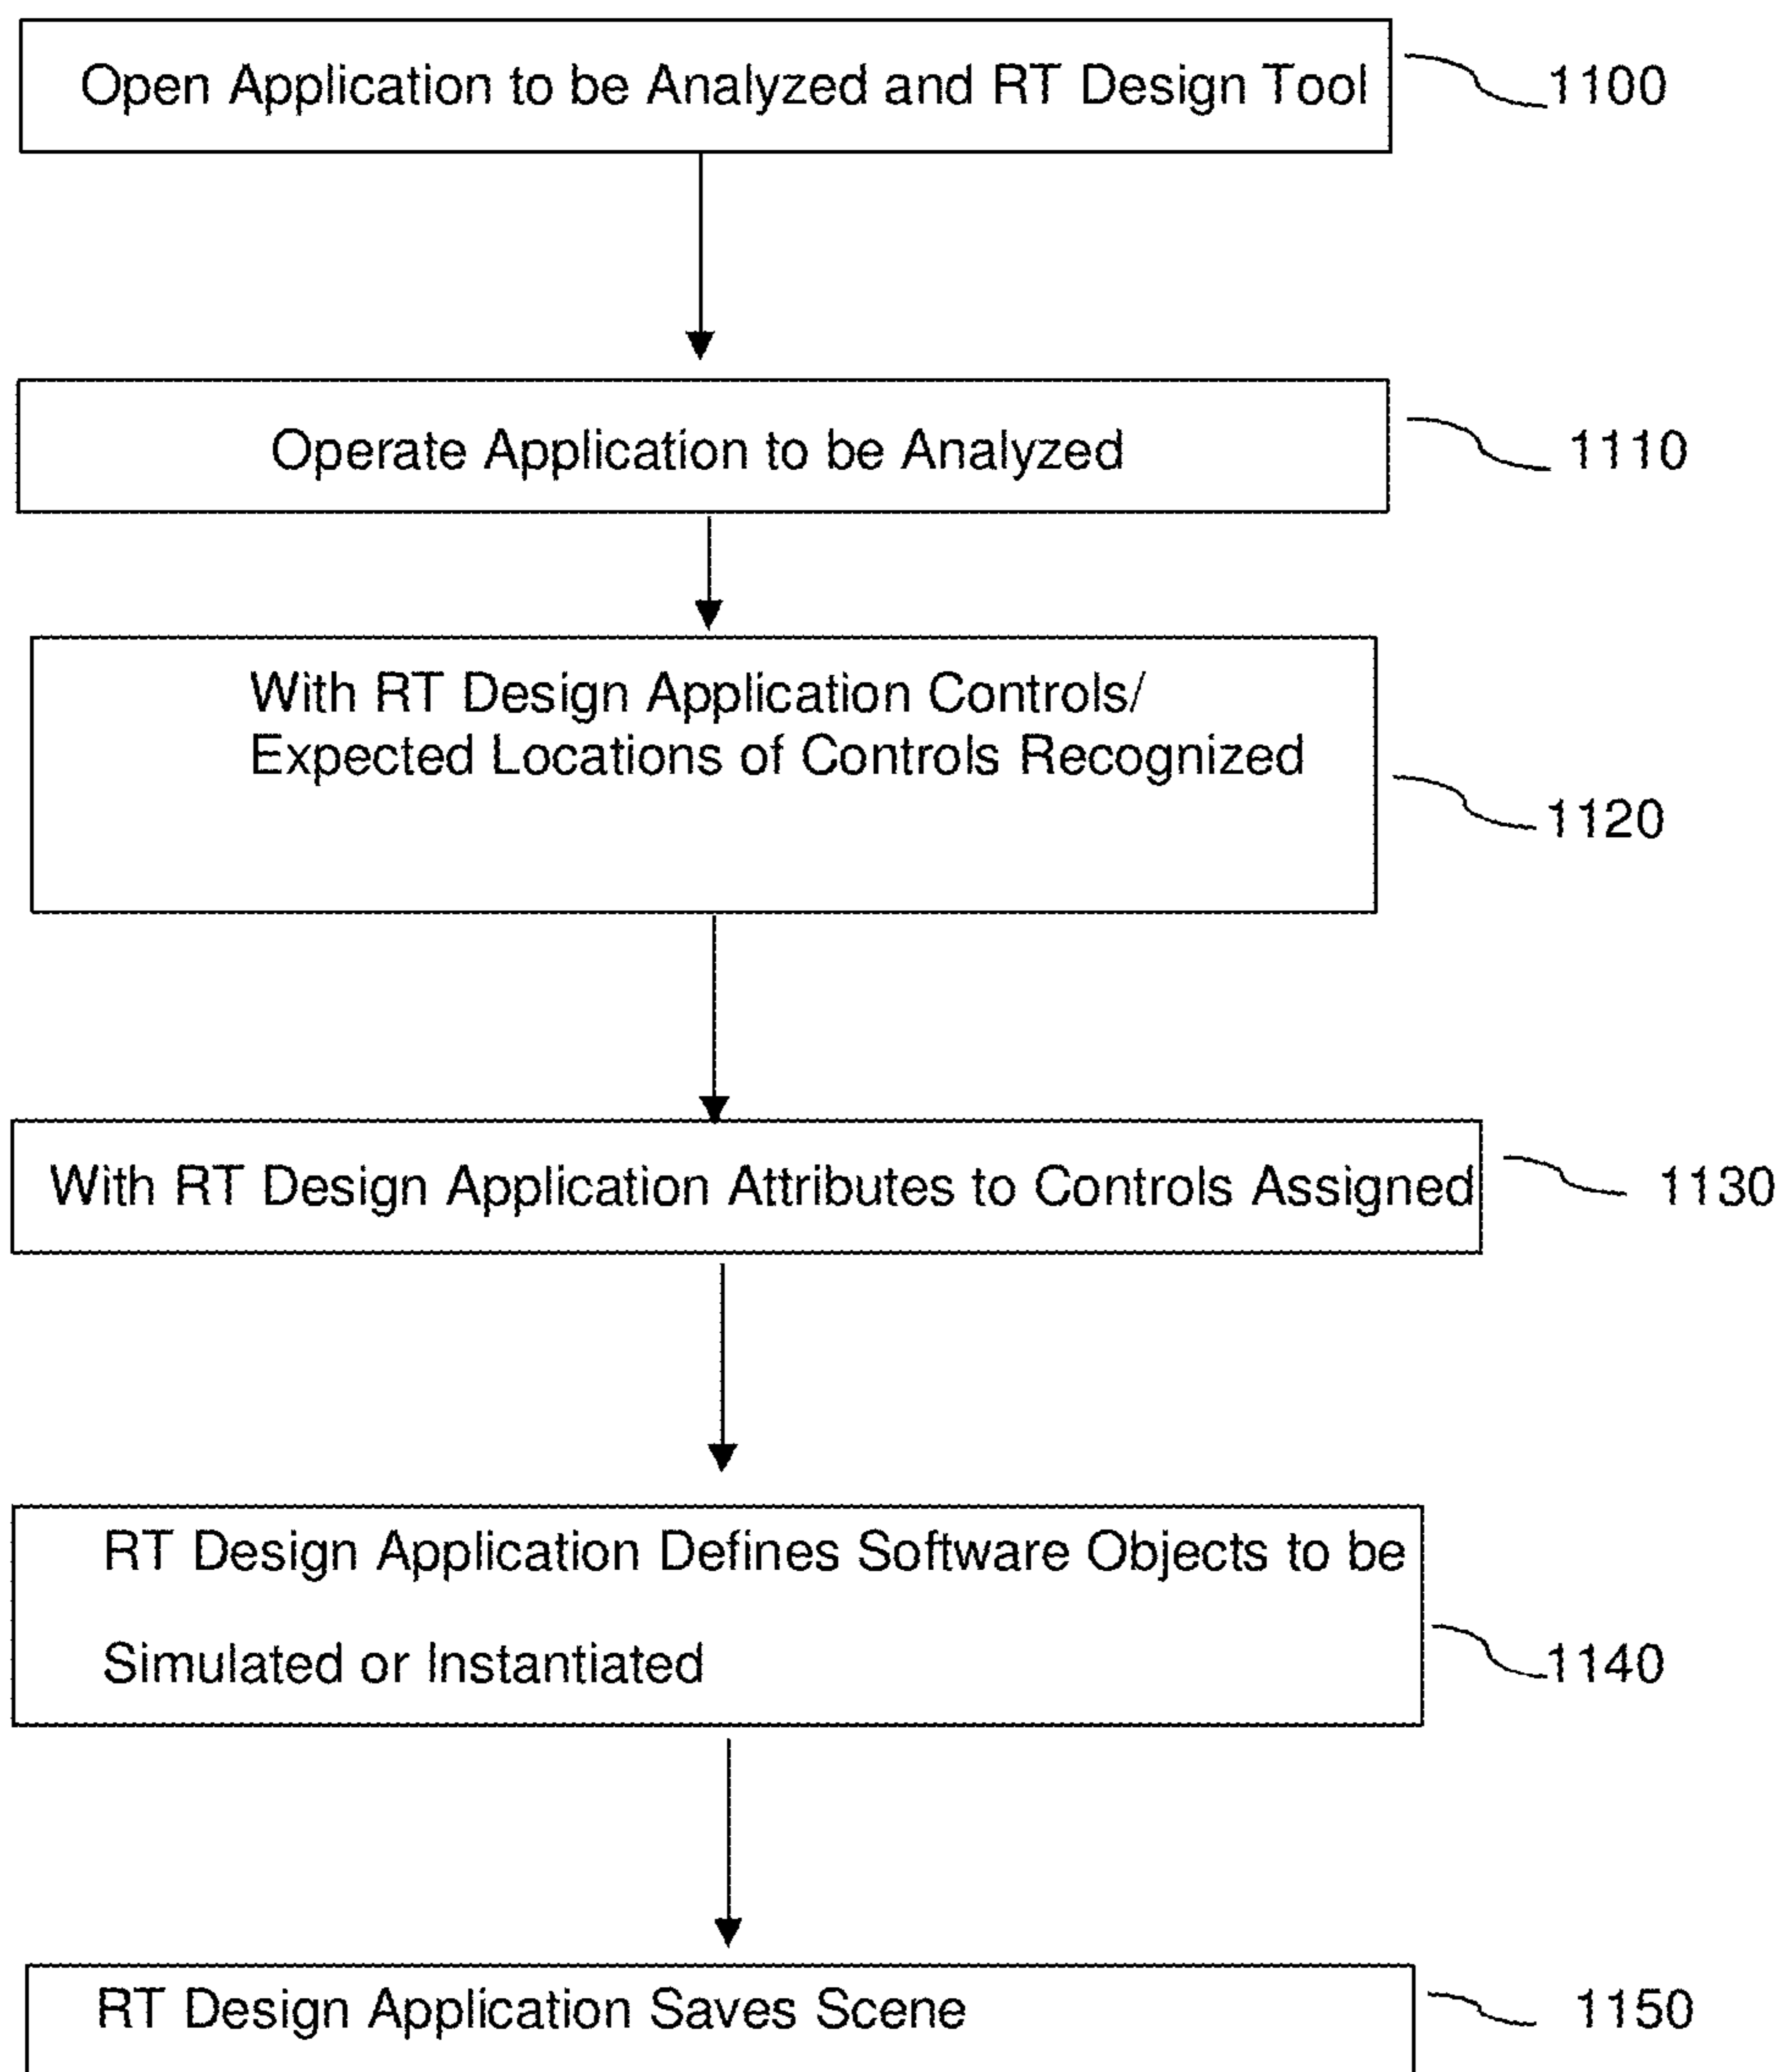 Open Application to be Analyzed and RT Design Tool
1100
Operate Application to be Analyzed
1110
With RT Design Application Controls/
Expected Locations of Controls Recognized
1120
With RT Design Application Attributes to Controls Assigned
1130
RT Design Application Defines Software Objects to be
Simulated or Instantiated
1140
RT Design Application Saves Scene
1150